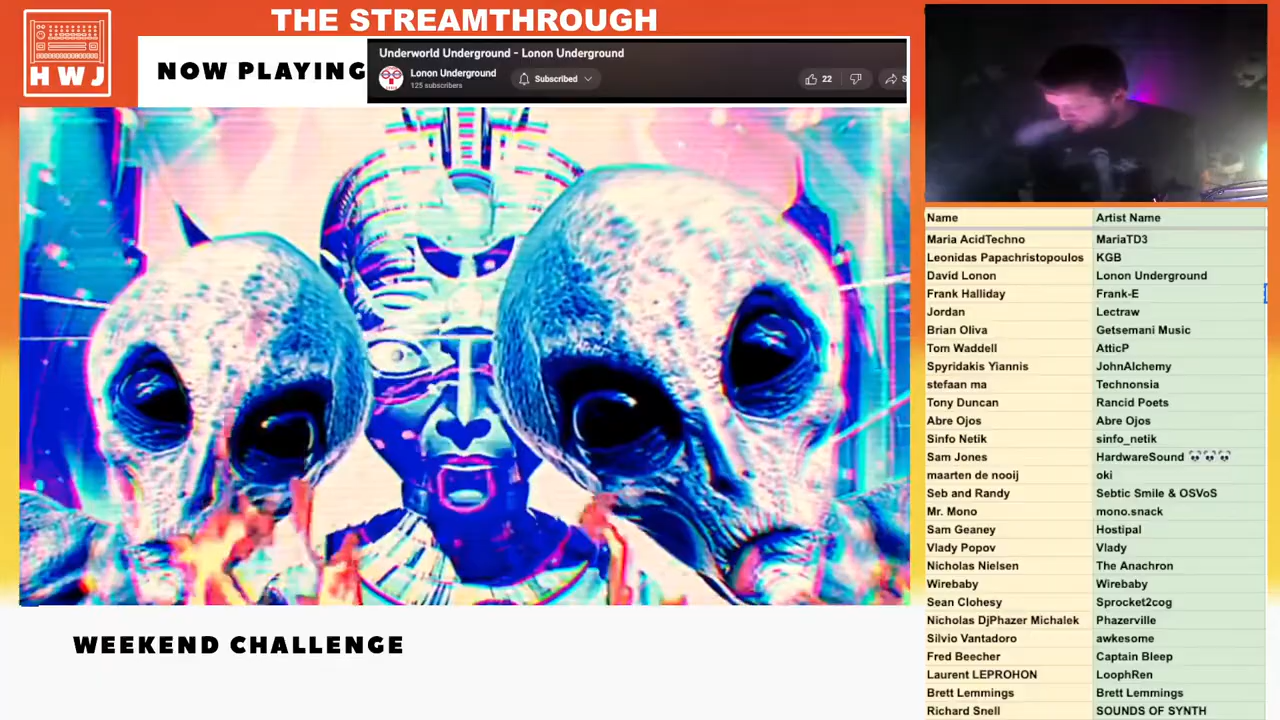 THE STREAMTHROUGH
HWJ
NOW PLAYING
Underworld Underground - Lonon Underground
Lonon Underground
125 subscribers
Subscribed
22
S
Name Artist Name
Maria AcidTechno MariaTD3
Leonidas Papachristopoulos KGB
David Lonon Lonon Underground
Frank Halliday Frank-E
Jordan Lectraw
Brian Oliva Getsemani Music
Tom Waddell AtticP
Spyridakis Yiannis JohnAlchemy
stefaan ma Technonsia
Tony Duncan Rancid Poets
Abre Ojos Abre Ojos
Sinfo Netik sinfo_netik
Sam Jones HardwareSound 🐼🐼🐼
maarten de nooij oki
Seb and Randy Sebtic Smile & OSVoS
Mr. Mono mono.snack
Sam Geaney Hostipal
Vlady Popov Vlady
Nicholas Nielsen The Anachron
Wirebaby Wirebaby
Sean Clohesy Sprocket2cog
Nicholas DjPhazer Michalek Phazerville
Silvio Vantadoro awkesome
Fred Beecher Captain Bleep
Laurent LEPROHON LoophRen
Brett Lemmings Brett Lemmings
Richard Snell SOUNDS OF SYNTH
WEEKEND CHALLENGE